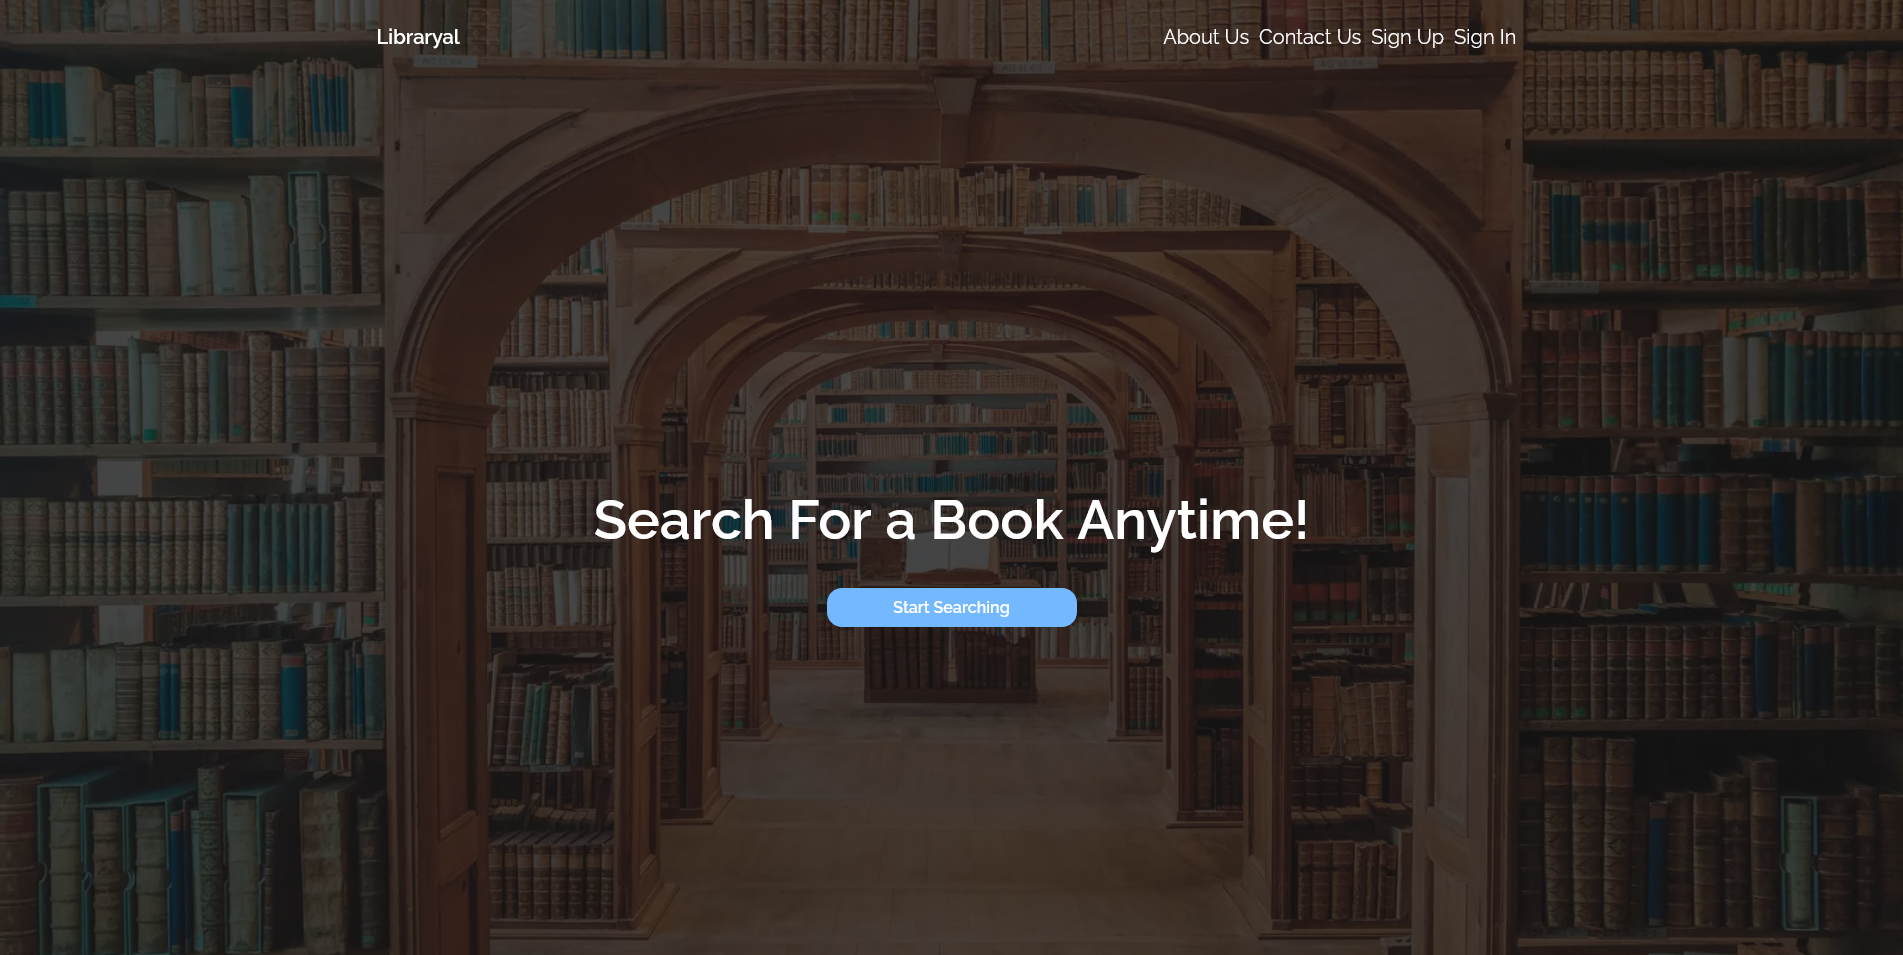 Libraryal
About Us Contact Us Sign Up Sign In
Search For a Book Anytime!
Start Searching